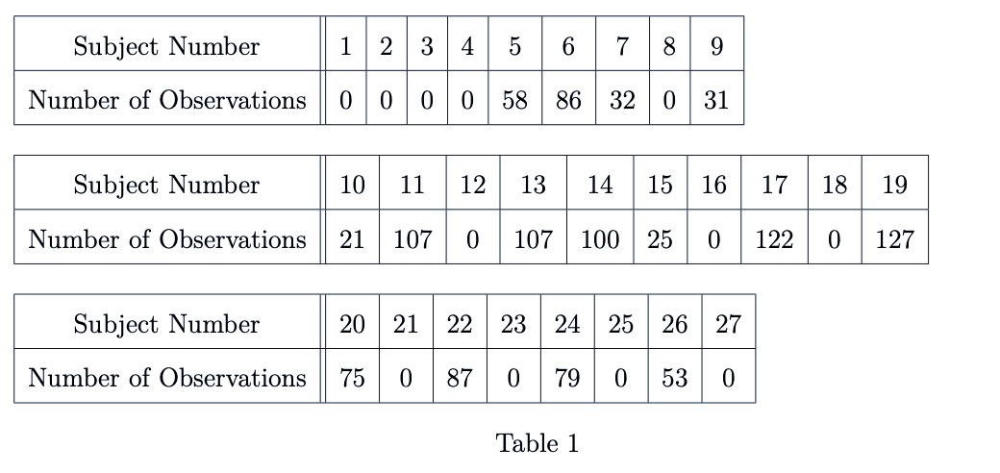 Subject Number 1 2 3 4 5 6 7 8 9
Number of Observations 0 0 0 0 58 86 32 0 31
Subject Number 10 11 12 13 14 15 16 17 18 19
Number of Observations 21 107 0 107 100 25 0 122 0 127
Subject Number 20 21 22 23 24 25 26 27
Number of Observations 75 0 87 0 79 0 53 0
Table 1